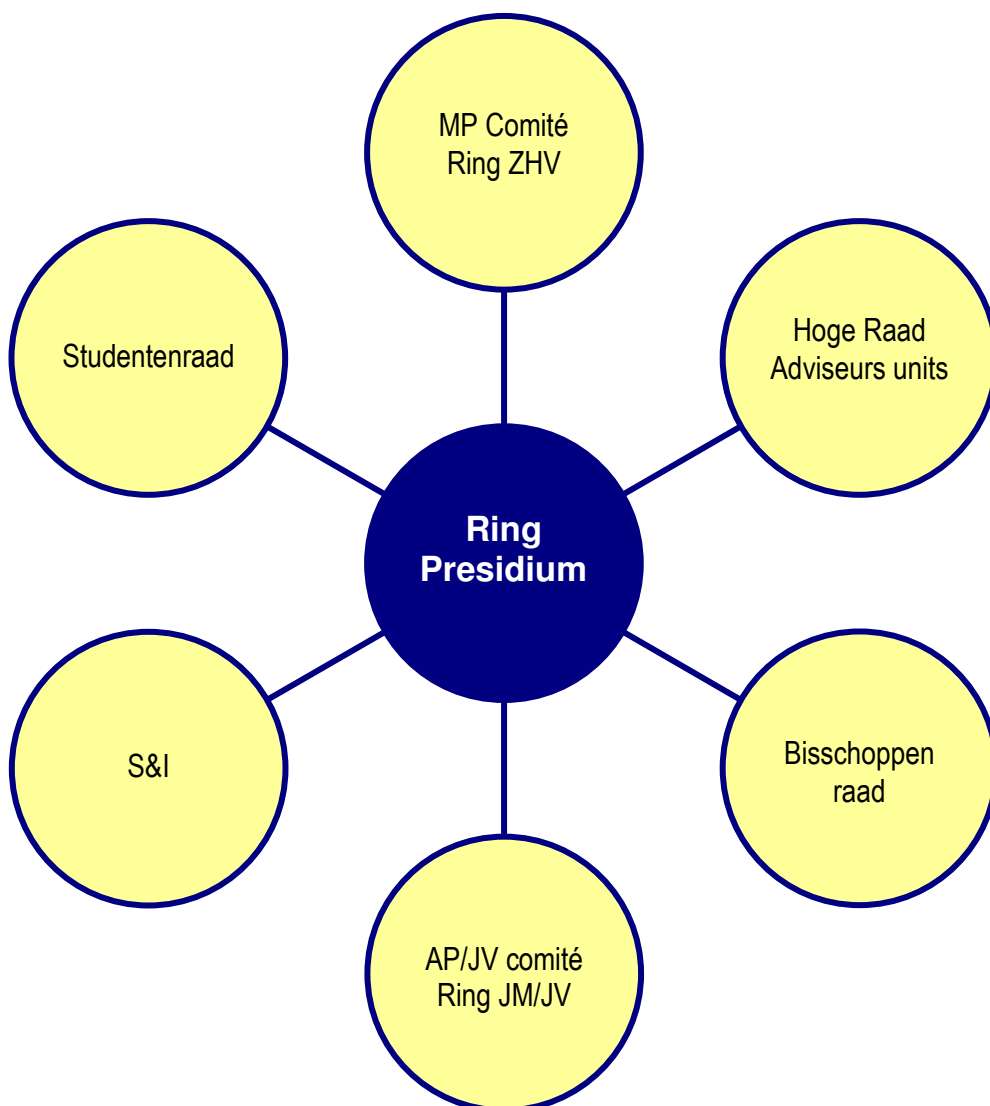 MP Comité
Ring ZHV
Studentenraad
Hoge Raad
Adviseurs units
Ring
Presidium
S&I
Bisschoppen
raad
AP/JV comité
Ring JM/JV